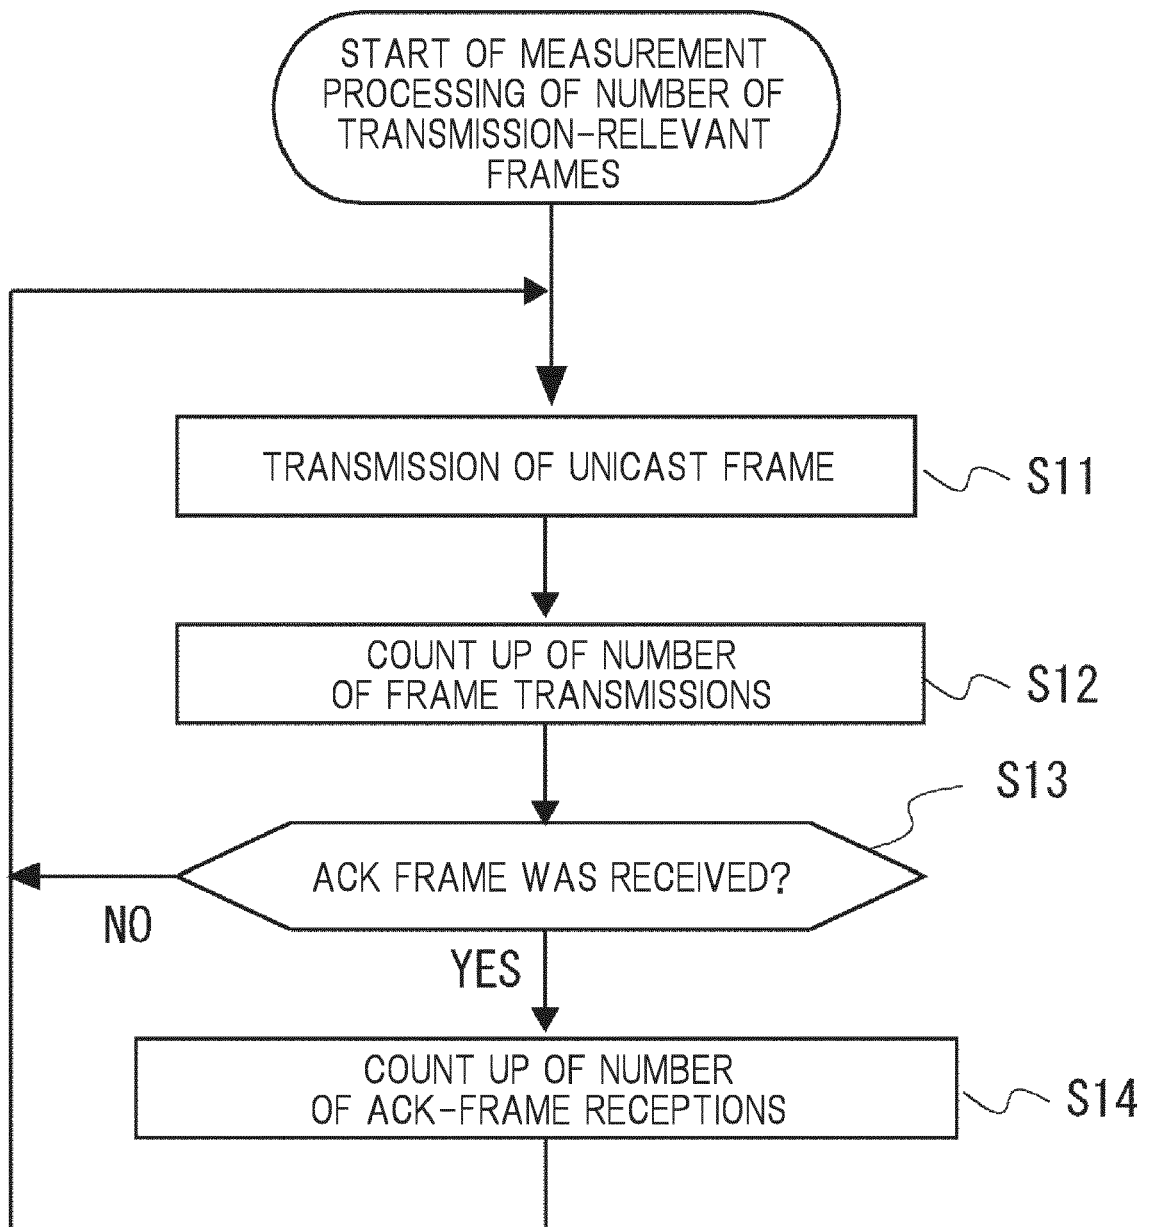 START OF MEASUREMENT
PROCESSING OF NUMBER OF
TRANSMISSION-RELEVANT
FRAMES
TRANSMISSION OF UNICAST FRAME
S11
COUNT UP OF NUMBER
OF FRAME TRANSMISSIONS
S12
S13
ACK FRAME WAS RECEIVED?
NO
YES
COUNT UP OF NUMBER
OF ACK-FRAME RECEPTIONS
S14